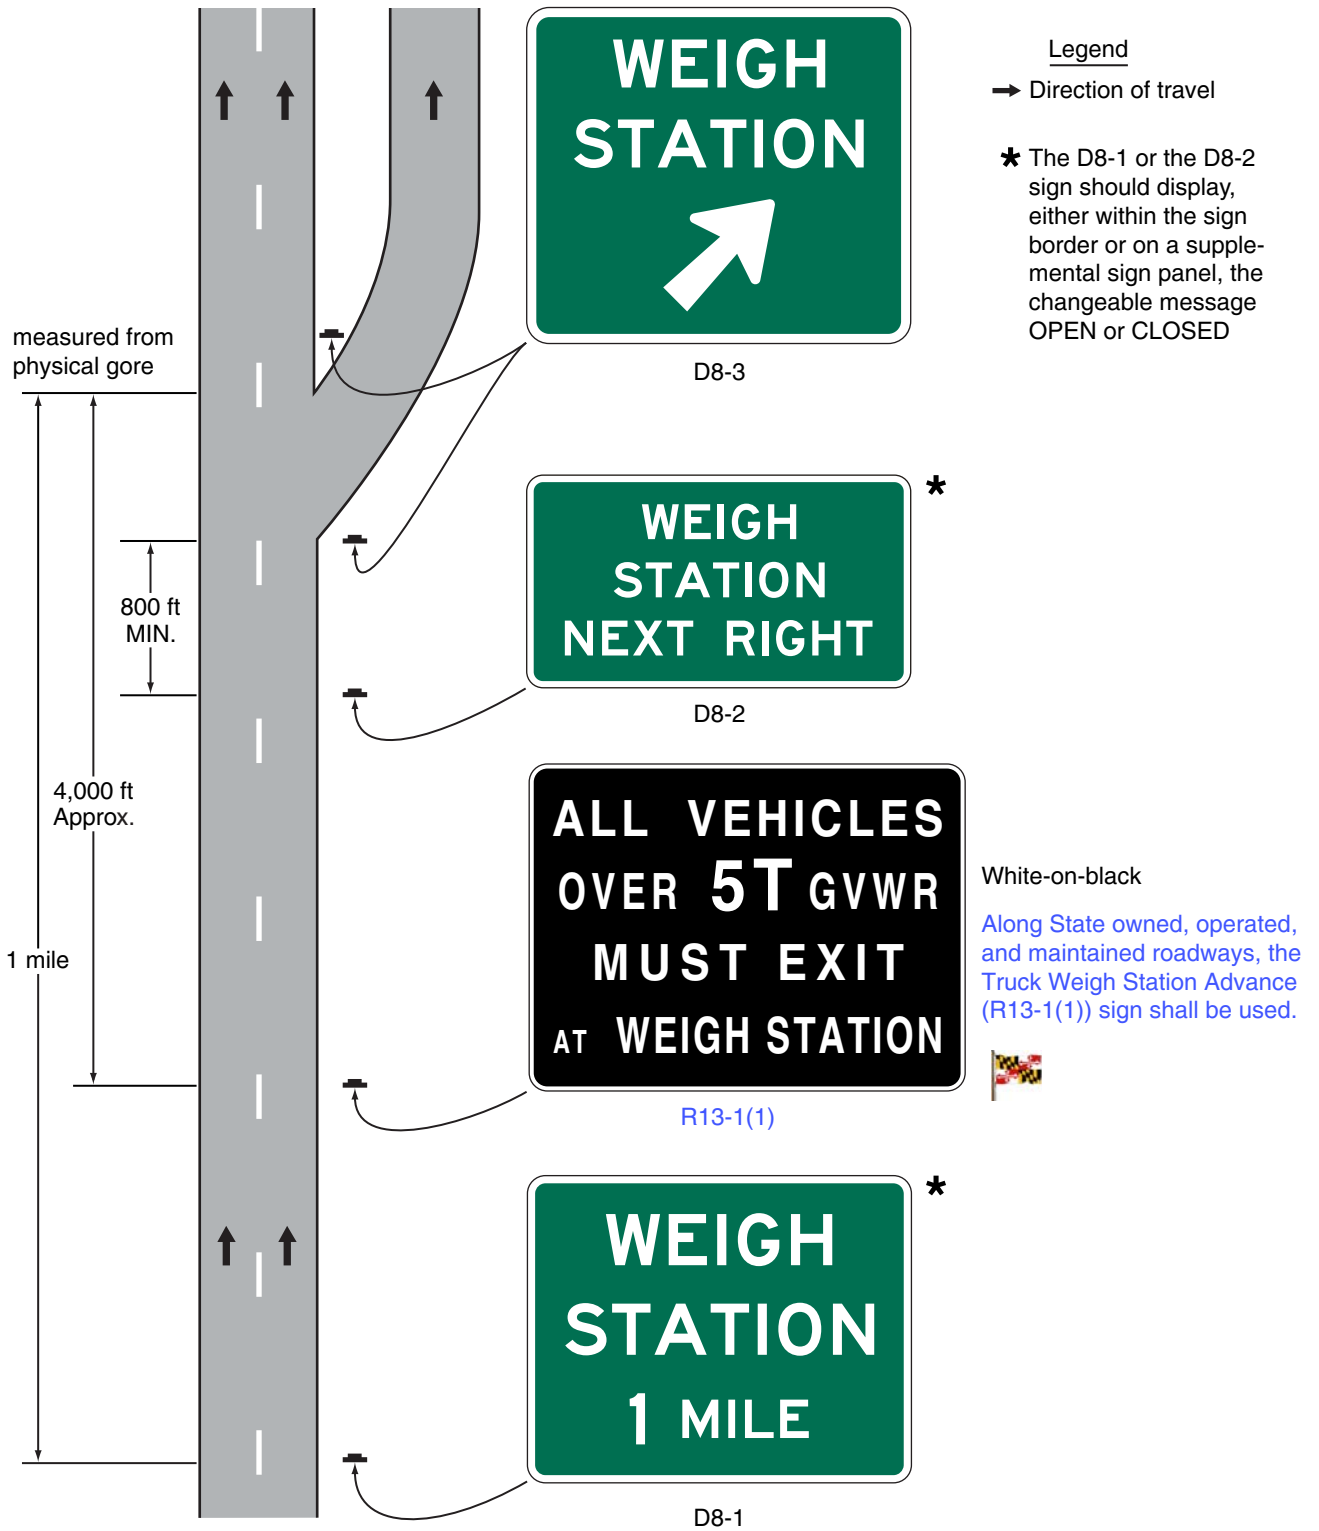 WEIGH
STATION
D8-3
Legend
Direction of travel
* The D8-1 or the D8-2
sign should display,
either within the sign
border or on a supple-
mental sign panel, the
changeable message
OPEN or CLOSED
measured from
physical gore
*
WEIGH
STATION
NEXT RIGHT
D8-2
800 ft
MIN.
4,000 ft
Approx.
1 mile
ALL VEHICLES
OVER 5T GVWR
MUST EXIT
AT WEIGH STATION
R13-1(1)
White-on-black
Along State owned, operated,
and maintained roadways, the
Truck Weigh Station Advance
(R13-1(1)) sign shall be used.
*
WEIGH
STATION
1 MILE
D8-1